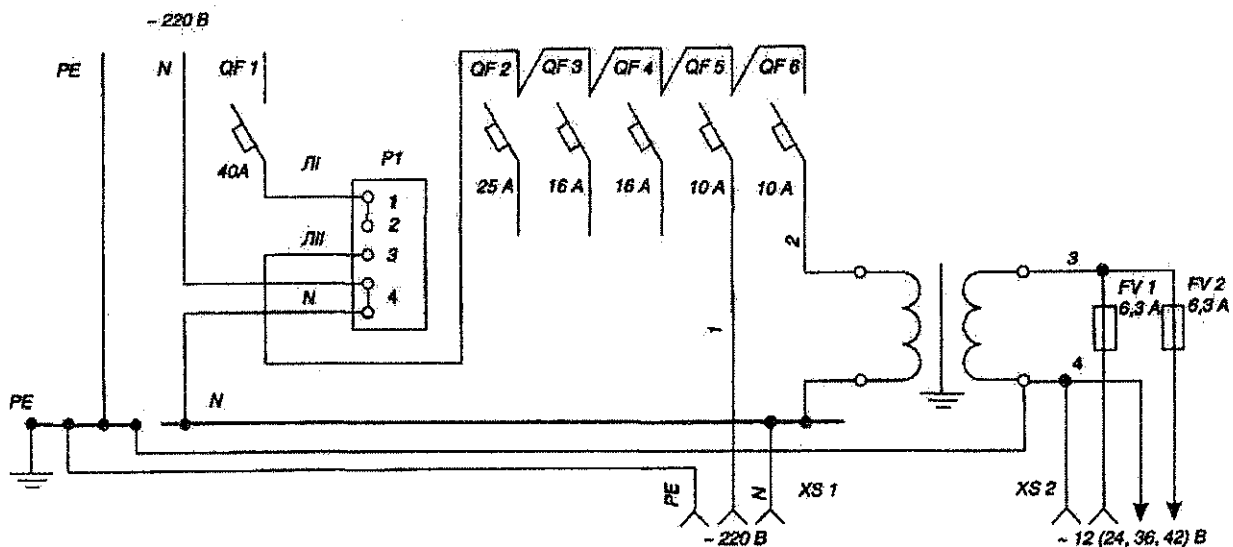 ~ 220 В
PE
N
QF 1
QF 2
QF 3
QF 4
QF 5
QF 6
40А
ЛI
P1
25 А
16 А
16 А
10 А
10 А
1
2
ЛII
3
N
4
2
3
FV 1
6,3 А
FV 2
6,3 А
1
4
PE
N
PE
N
XS 1
XS 2
~ 220 В
~ 12 (24, 36, 42) В